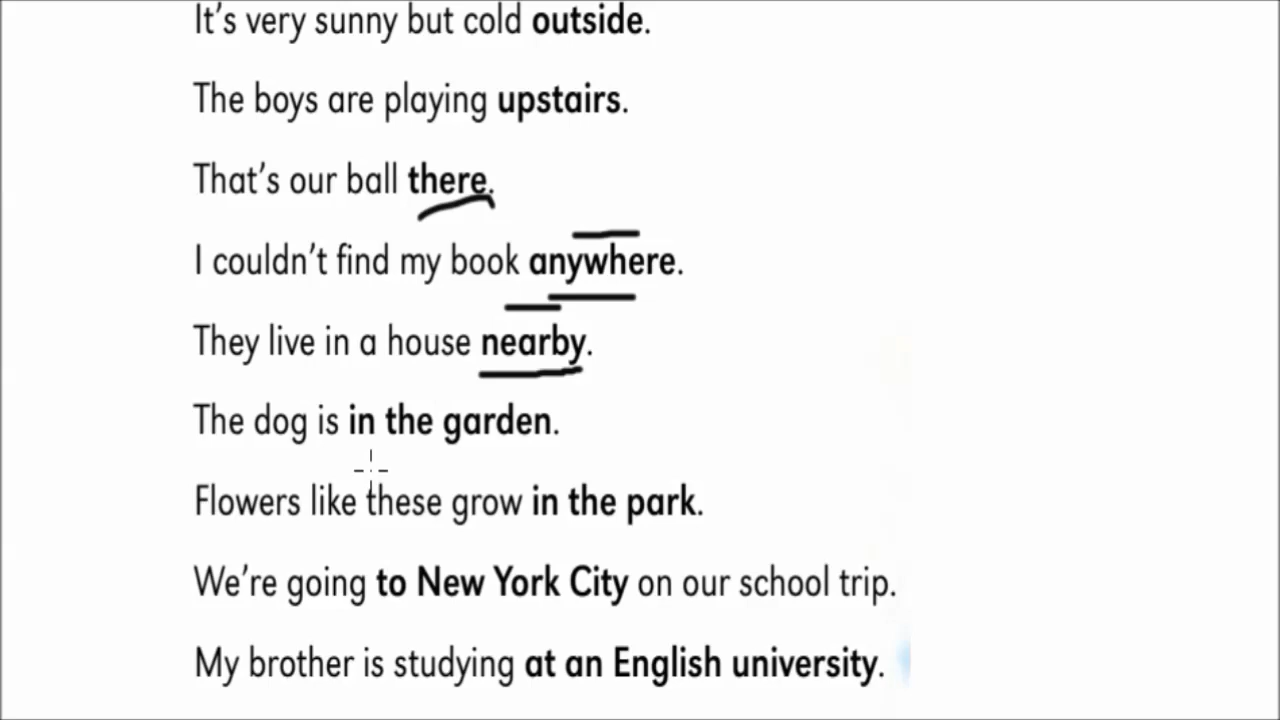 It's very sunny but cold outside.
The boys are playing upstairs.
That's our ball there.
I couldn't find my book anywhere.
They live in a house nearby.
The dog is in the garden.
Flowers like these grow in the park.
We're going to New York City on our school trip.
My brother is studying at an English university.